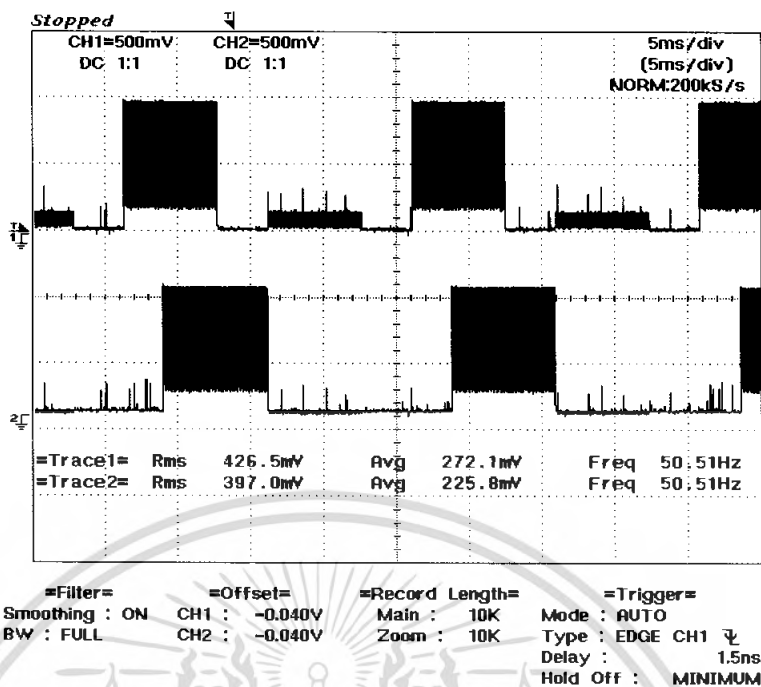 Stopped
CH1=500mV CH2=500mV 5ms/div
DC 1:1 DC 1:1 (5ms/div)
NORM:200kS/s
=Trace1= Rms 426.5mV Avg 272.1mV Freq 50.51Hz
=Trace2= Rms 397.0mV Avg 225.8mV Freq 50.51Hz
=Filter= =Offset= =Record Length= =Trigger=
Smoothing : ON CH1 : -0.040V Main : 10K Mode : AUTO
BW : FULL CH2 : -0.040V Zoom : 10K Type : EDGE CH1
Delay : 1.5ns
Hold Off : MINIMUM